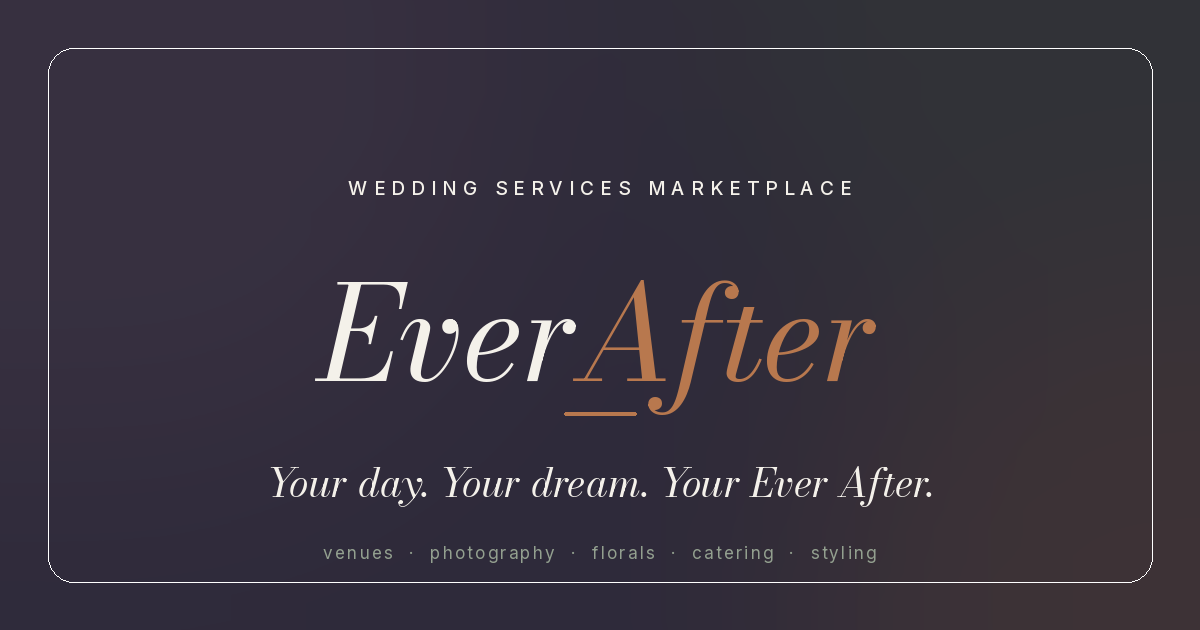 WEDDING SERVICES MARKETPLACE
EverAfter
Your day. Your dream. Your Ever After.
venues · photography · florals · catering · styling